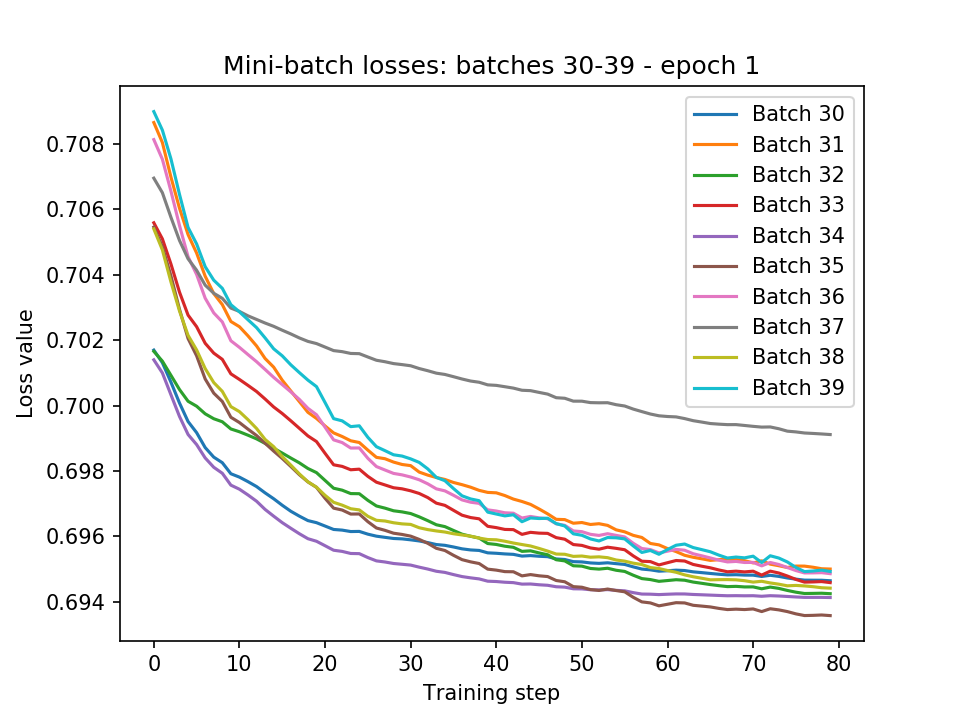 Mini-batch losses: batches 30-39 - epoch 1
Loss value
0.708
0.706
0.704
0.702
0.700
0.698
0.696
0.694
Batch 30
Batch 31
Batch 32
Batch 33
Batch 34
Batch 35
Batch 36
Batch 37
Batch 38
Batch 39
0 10 20 30 40 50 60 70 80
Training step